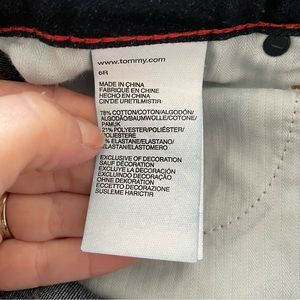 www.tommy.com
6R
MADE IN CHINA
FABRIQUÉ EN CHINE
HECHO EN CHINA
CIN'DE URETILMISTIR
78% COTTON/COTON/ALGODÓN/
ALGODÃO/BAUMWOLLE/COTONE/
PAMUK
21% POLYESTER/POLIÉSTER/
POLIESTERE
% ELASTANE/ELASTANO/
ELASTAN/ELASTOMERO
EXCLUSIVE OF DECORATION
SAUF DÉCORATION
EXCLUYE LA DECORACIÓN
EXCLUINDO DECORAÇÃO
OHNE DEKORATION
ECCETTO DECORAZIONE
SUSLEME HARICTIR